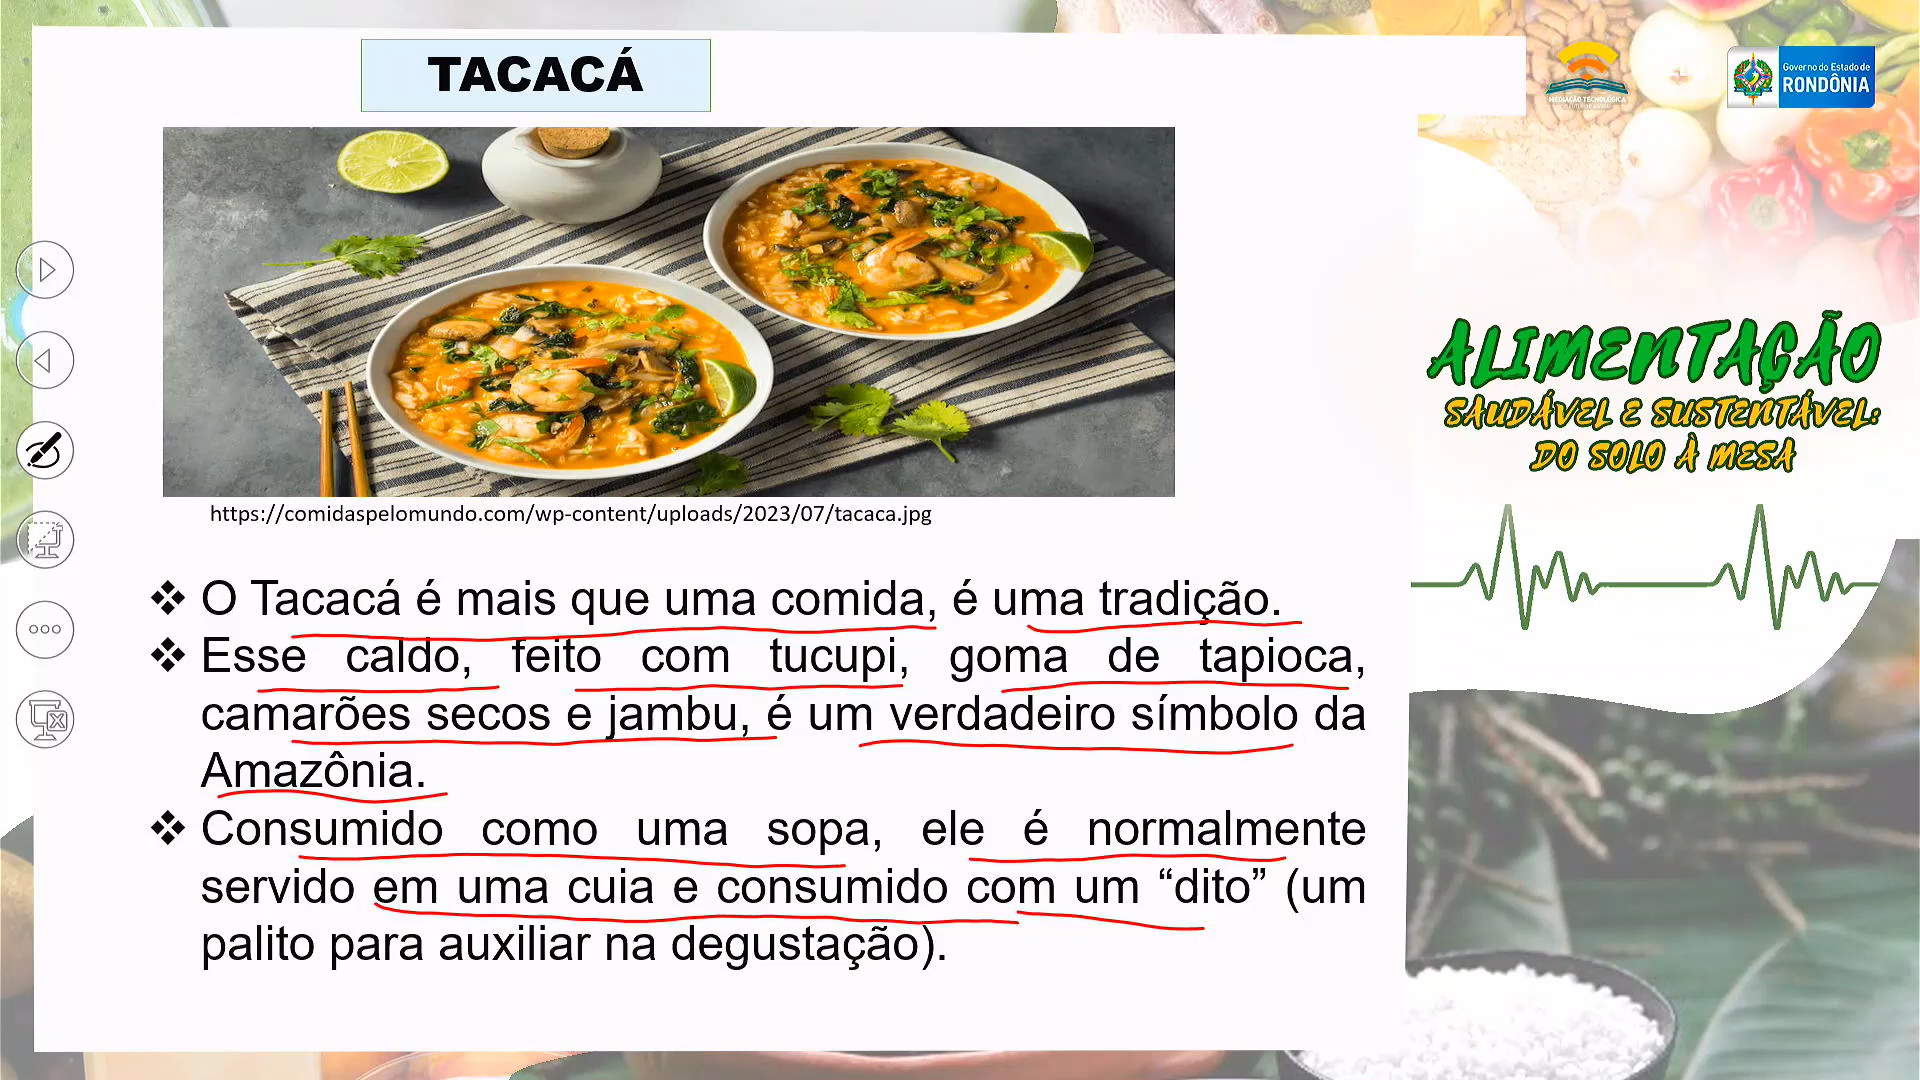 TACACÁ
MEDIAÇÃO TECNOLÓGICA
Governo do Estado de
RONDÔNIA
https://comidaspelomundo.com/wp-content/uploads/2023/07/tacaca.jpg
ALIMENTAÇÃO
SAUDÁVEL E SUSTENTÁVEL:
DO SOLO À MESA
❖ O Tacacá é mais que uma comida, é uma tradição.
❖ Esse caldo, feito com tucupi, goma de tapioca,
camarões secos e jambu, é um verdadeiro símbolo da
Amazônia.
❖ Consumido como uma sopa, ele é normalmente
servido em uma cuia e consumido com um “dito” (um
palito para auxiliar na degustação).